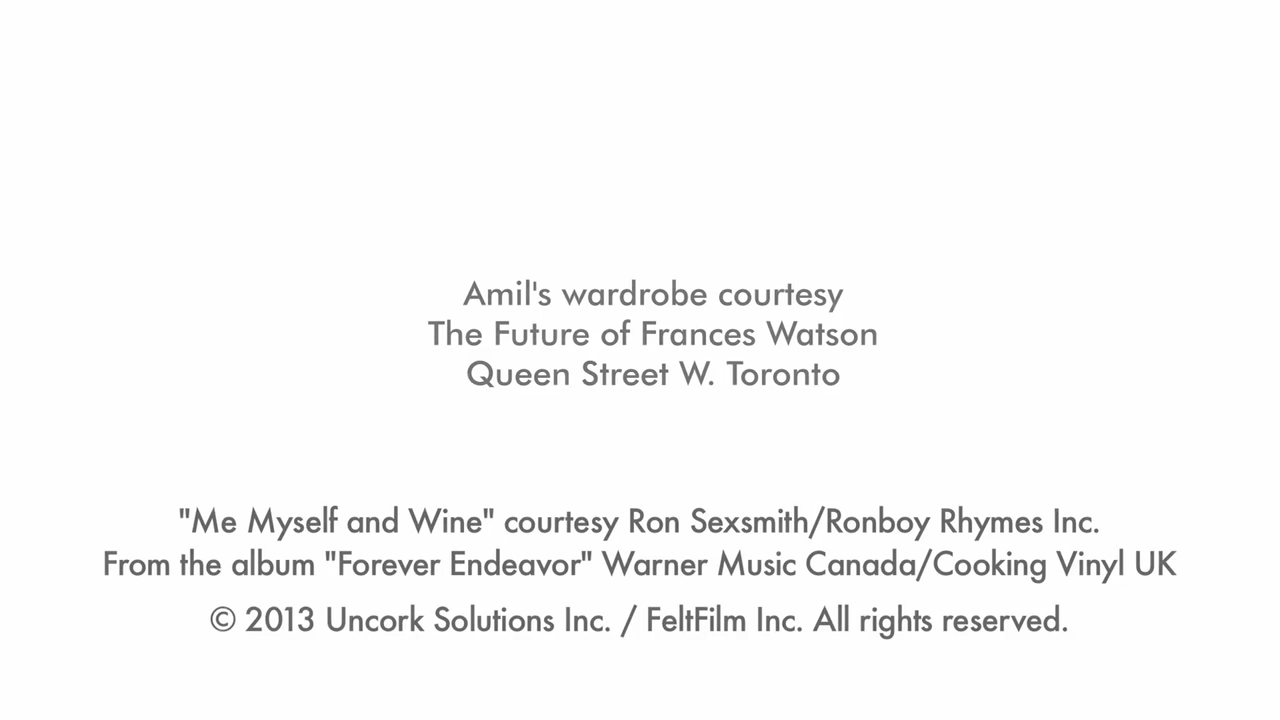 Amil's wardrobe courtesy
The Future of Frances Watson
Queen Street W. Toronto
"Me Myself and Wine" courtesy Ron Sexsmith/Ronboy Rhymes Inc.
From the album "Forever Endeavor" Warner Music Canada/Cooking Vinyl UK
© 2013 Uncork Solutions Inc. / FeltFilm Inc. All rights reserved.